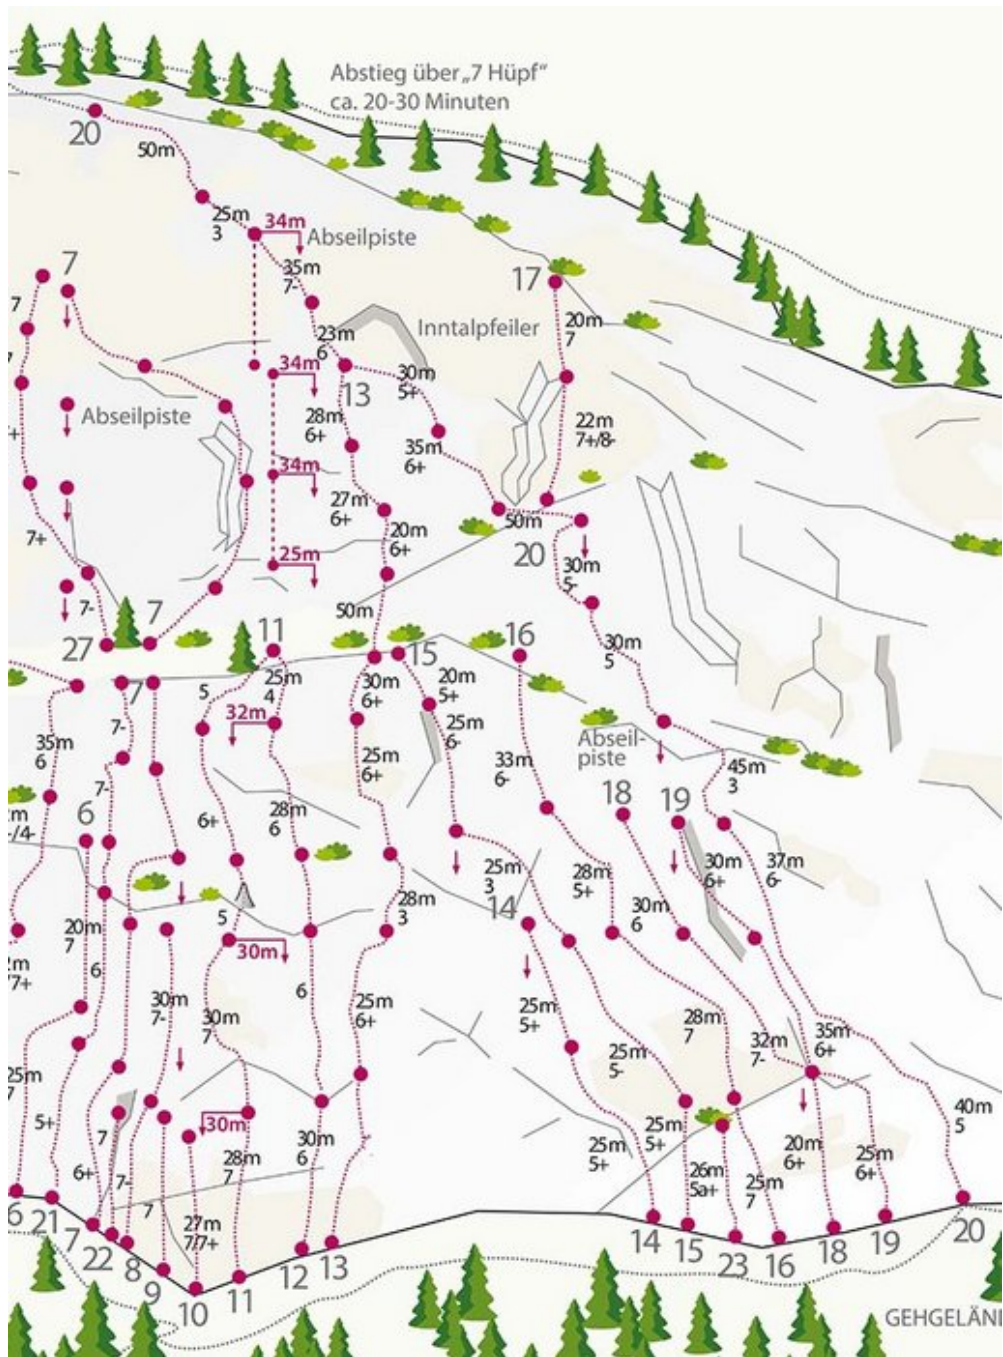 Abstieg über „7 Hüpf“
ca. 20-30 Minuten
20
50m
25m
3
34m
Abseilpiste
35m
7-
7
17
7
23m
6
Inntalpfeiler
20m
7
34m
30m
5+
13
Abseilpiste
28m
6+
22m
7+/8-
35m
6+
34m
27m
6+
50m
20m
6+
20
7+
25m
30m
5-
7-
50m
27
7
11
15
16
30m
5
7
5
25m
4
30m
6+
20m
5+
7-
32m
25m
6-
Abseil-
piste
35m
6
25m
6+
33m
6-
45m
3
7-
18
19
6
6+
28m
6
30m
6+
37m
6-
25m
3
28m
5+
14
5
28m
3
30m
6
20m
7
6
30m
6
30m
7-
30m
7
25m
6+
25m
5+
28m
7
32m
7-
35m
6+
25m
5-
25m
7
5+
30m
40m
5
7
28m
7
30m
6
25m
5+
25m
5+
20m
6+
25m
6+
6+
7-
26m
5a+
25m
7
7
27m
7/7+
6
21
7
22
8
9
10
11
12
13
14
15
23
16
18
19
20
GEHGELÄND